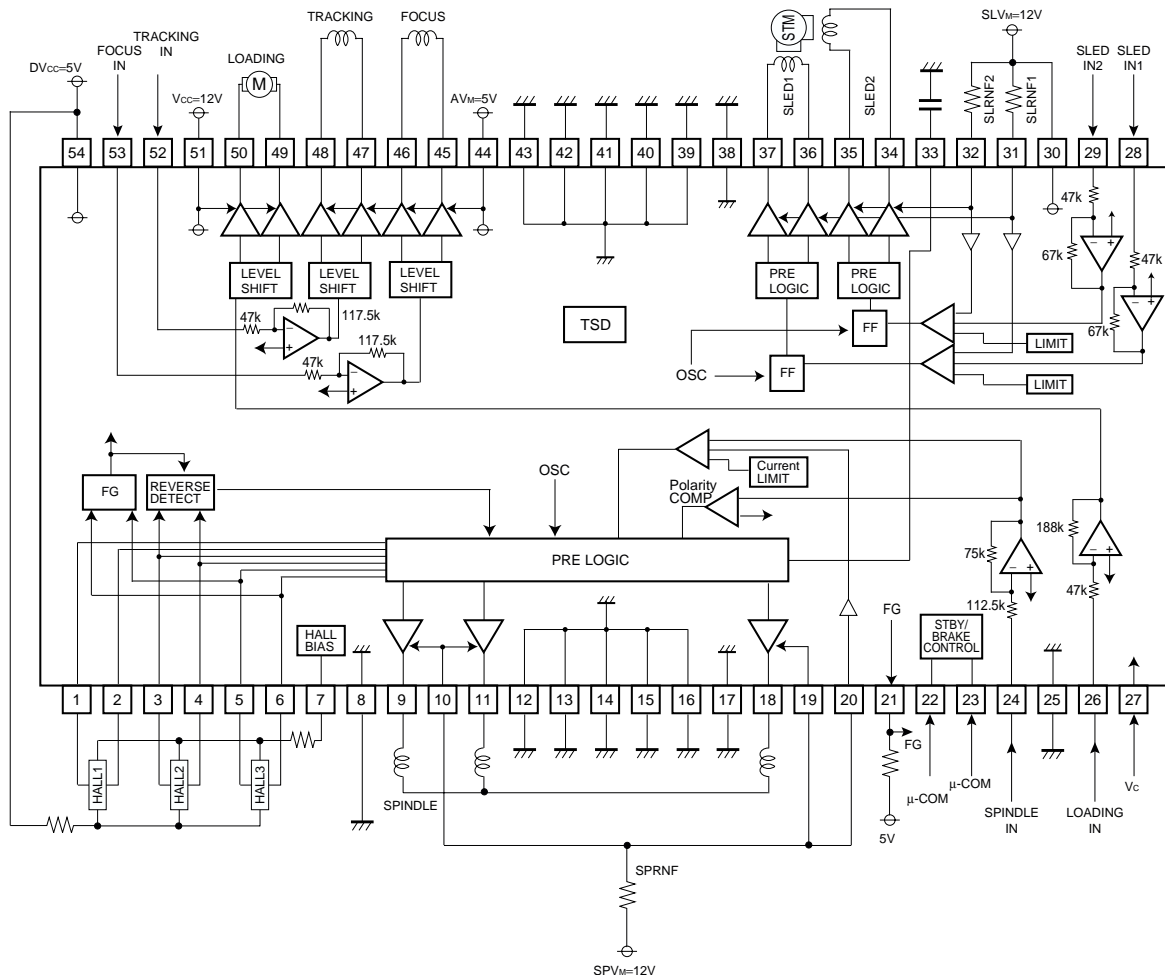 TRACKING
FOCUS
STM
SLVM=12V
DVCC=5V
FOCUS
IN
TRACKING
IN
VCC=12V
LOADING
M
AVM=5V
SLED1
SLED2
SLRNF2
SLRNF1
SLED
IN2
SLED
IN1
54 53 52 51 50 49 48 47 46 45 44 43 42 41 40 39 38 37 36 35 34 33 32 31 30 29 28
47k
67k
47k
67k
LEVEL
SHIFT
LEVEL
SHIFT
LEVEL
SHIFT
PRE
LOGIC
PRE
LOGIC
47k
117.5k
47k
117.5k
TSD
FF
FF
OSC
LIMIT
LIMIT
FG
REVERSE
DETECT
OSC
Current
LIMIT
Polarity
COMP
PRE LOGIC
75k
112.5k
188k
47k
HALL
BIAS
FG
STBY/
BRAKE
CONTROL
1 2 3 4 5 6 7 8 9 10 11 12 13 14 15 16 17 18 19 20 21 22 23 24 25 26 27
HALL1
HALL2
HALL3
SPINDLE
FG
5V
μ-COM
μ-COM
SPINDLE
IN
LOADING
IN
VC
SPRNF
SPVM=12V